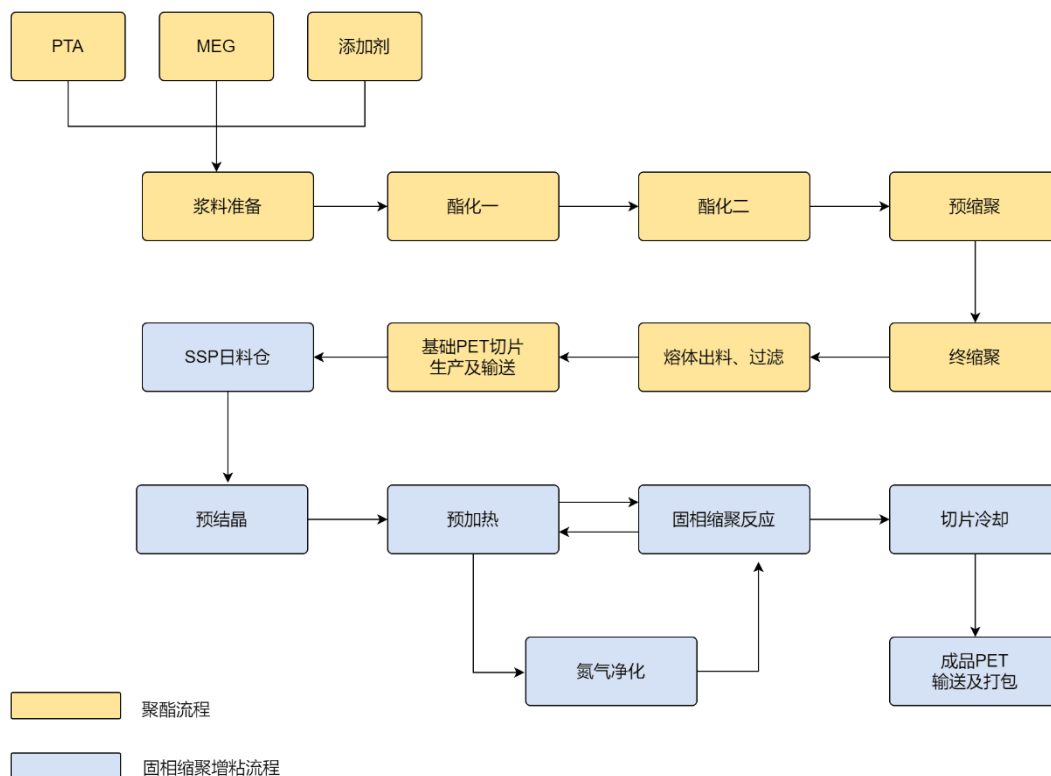 PTA
MEG
添加剂
浆料准备
酯化一
酯化二
预缩聚
SSP日料仓
基础PET切片
生产及输送
熔体出料、过滤
终缩聚
预结晶
预加热
固相缩聚反应
切片冷却
氮气净化
成品PET
输送及打包
聚酯流程
固相缩聚增粘流程